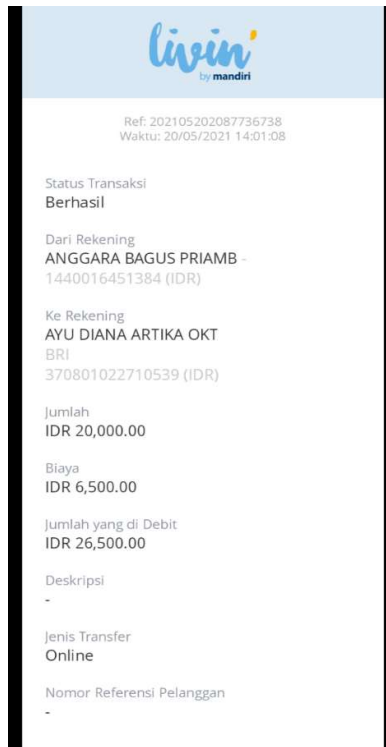 livin'
by mandiri
Ref: 202105202087736738
Waktu: 20/05/2021 14:01:08
Status Transaksi
Berhasil
Dari Rekening
ANGGARA BAGUS PRIAMB -
1440016451384 (IDR)
Ke Rekening
AYU DIANA ARTIKA OKT
BRI
370801022710539 (IDR)
Jumlah
IDR 20,000.00
Biaya
IDR 6,500.00
Jumlah yang di Debit
IDR 26,500.00
Deskripsi
-
Jenis Transfer
Online
Nomor Referensi Pelanggan
-